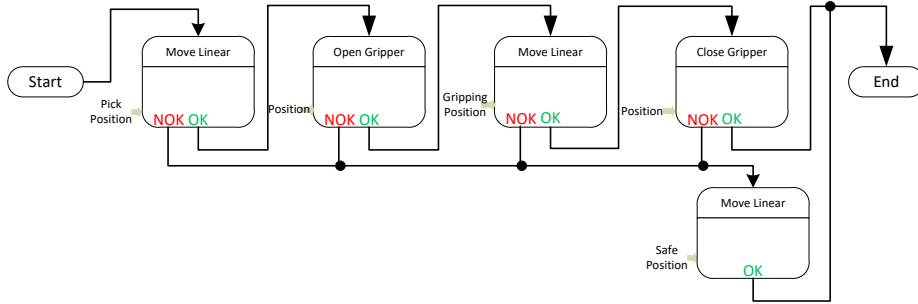 Move Linear
Open Gripper
Move Linear
Close Gripper
Start
End
Pick
Position
NOK OK
Position
NOK OK
Gripping
Position
NOK OK
Position
NOK OK
Move Linear
Safe
Position
OK